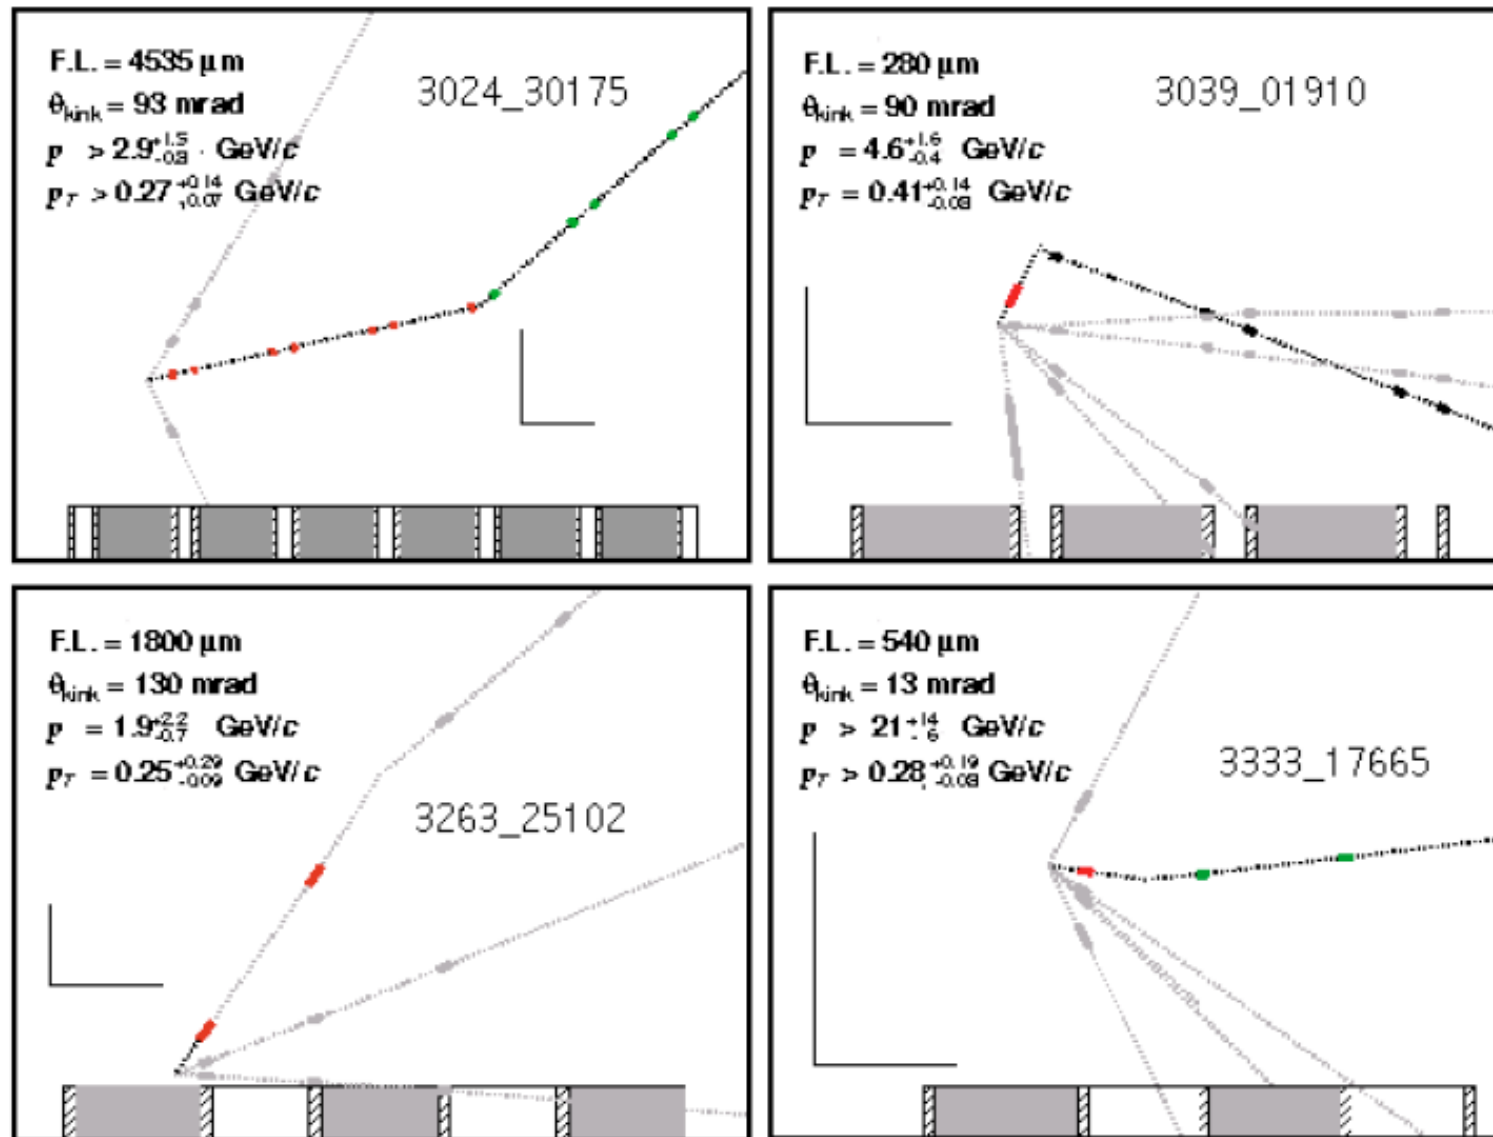 F.L. = 4535 μm
θkink = 93 mrad
p > 2.9 +1.5 -0.8 GeV/c
pT > 0.27 +0.14 -0.07 GeV/c
3024_30175
F.L. = 280 μm
θkink = 90 mrad
p = 4.6 +1.6 -0.4 GeV/c
pT = 0.41 +0.14 -0.08 GeV/c
3039_01910
F.L. = 1800 μm
θkink = 130 mrad
p = 1.9 +2.2 -0.7 GeV/c
pT = 0.25 +0.29 -0.09 GeV/c
3263_25102
F.L. = 540 μm
θkink = 13 mrad
p > 21 +14 -6 GeV/c
pT > 0.28 +0.19 -0.08 GeV/c
3333_17665